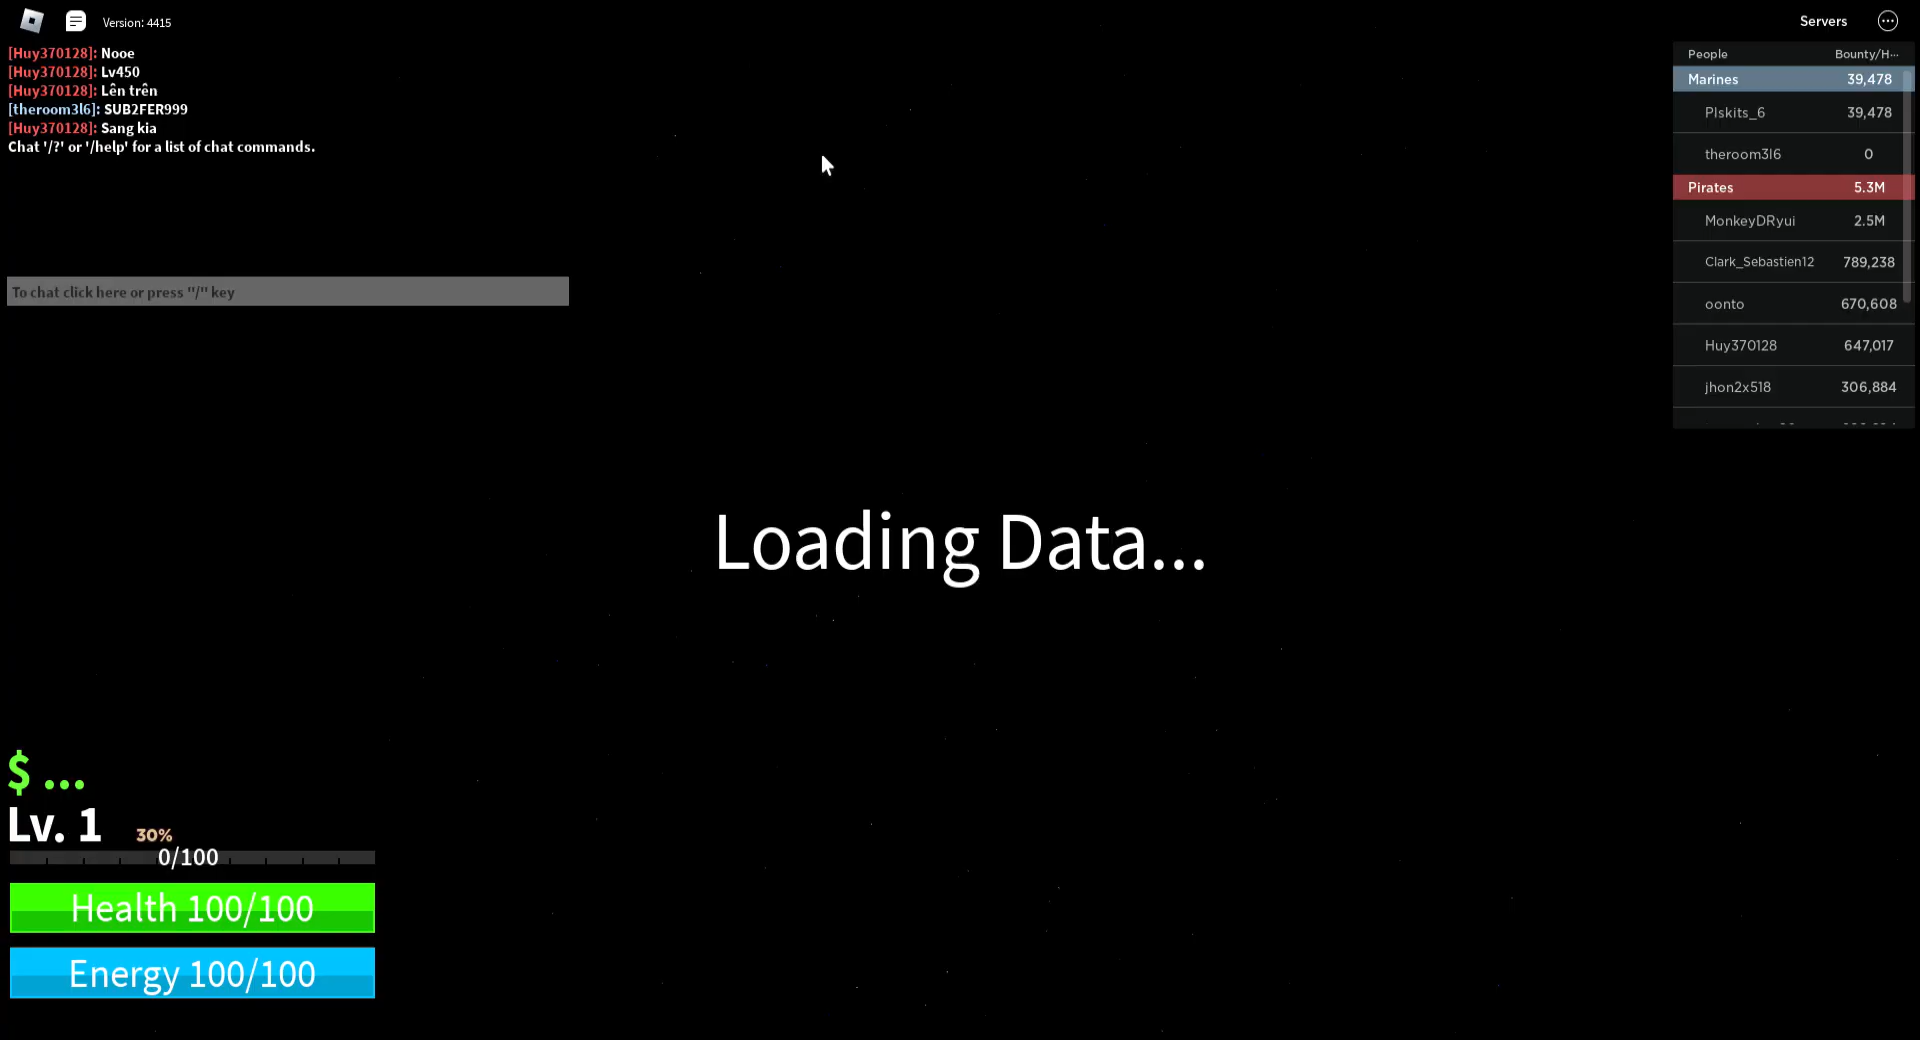 Version: 4415
Servers
[Huy370128]: Nooe
[Huy370128]: Lv450
[Huy370128]: Lên trên
[theroom3l6]: SUB2FER999
[Huy370128]: Sang kia
Chat '/?' or '/help' for a list of chat commands.
To chat click here or press "/" key
People Bounty/H...
Marines 39,478
Plskits_6 39,478
theroom3l6 0
Pirates 5.3M
MonkeyDRyui 2.5M
Clark_Sebastien12 789,238
oonto 670,608
Huy370128 647,017
jhon2x518 306,884
Loading Data...
$ ...
Lv. 1 30%
0/100
Health 100/100
Energy 100/100